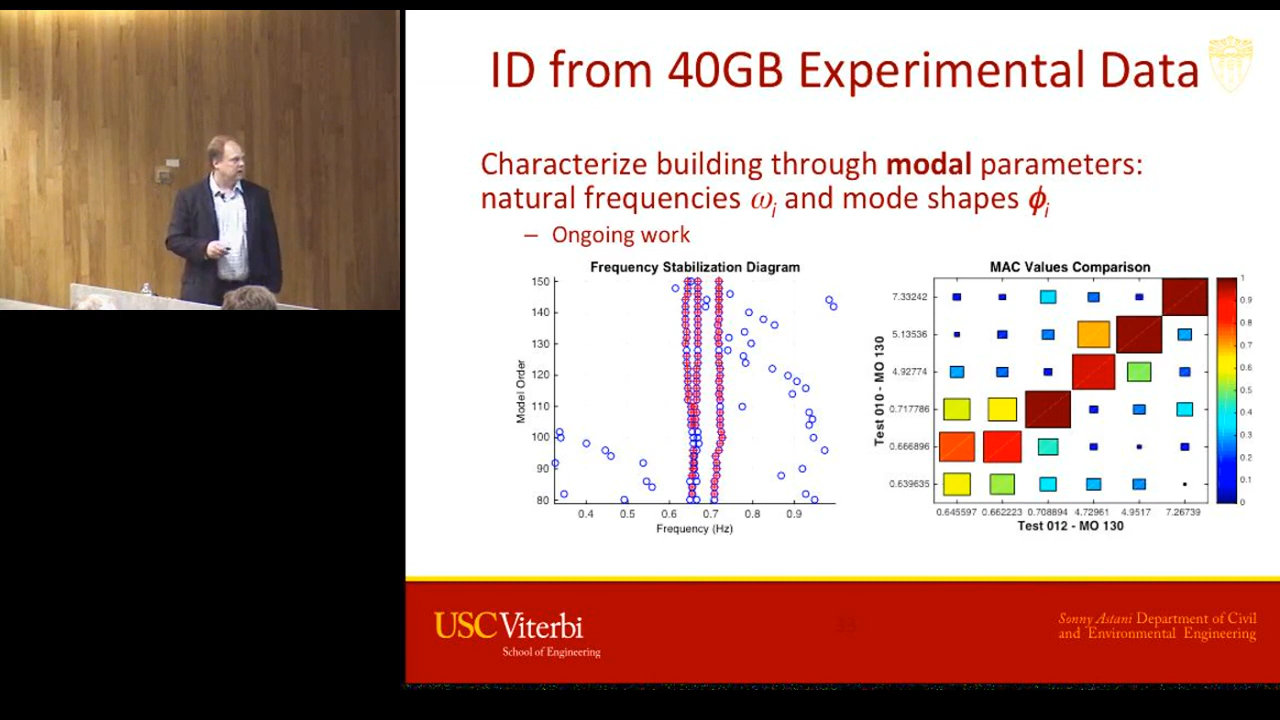 ID from 40GB Experimental Data
Characterize building through modal parameters:
natural frequencies ωi and mode shapes ϕi
– Ongoing work
Frequency Stabilization Diagram
150
140
130
120
110
100
90
80
Model Order
0.4 0.5 0.6 0.7 0.8 0.9
Frequency (Hz)
MAC Values Comparison
7.33242
5.13536
4.92774
0.717786
0.666896
0.639635
Test 010 - MO 130
0.645597 0.662223 0.708894 4.72961 4.9517 7.26739
Test 012 - MO 130
1
0.9
0.8
0.7
0.6
0.5
0.4
0.3
0.2
0.1
0
USC Viterbi
School of Engineering
Sonny Astani Department of Civil
and Environmental Engineering